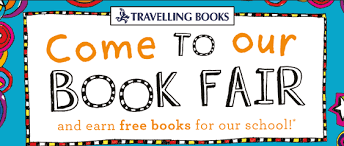 TRAVELLING BOOKS
COME TO OUR
BOOK FAIR
and earn free books for our school!*